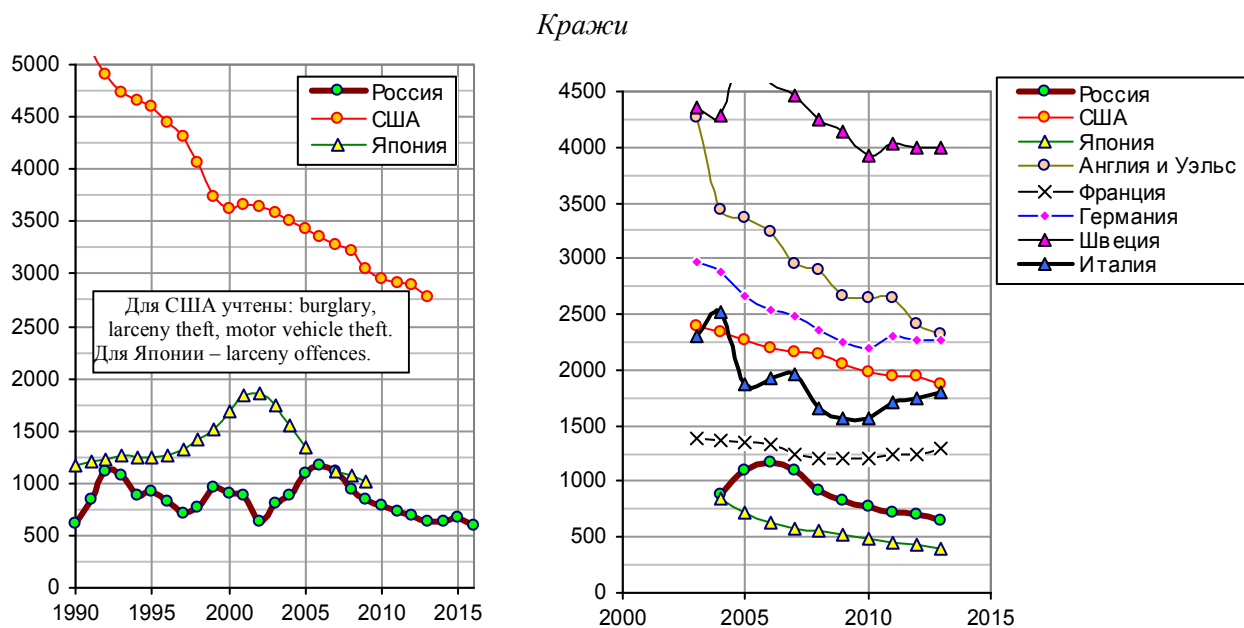 Кражи
5000
4500
4000
3500
3000
2500
2000
1500
1000
500
0
1990
1995
2000
2005
2010
2015
Россия
США
Япония
Для США учтены: burglary,
larceny theft, motor vehicle theft.
Для Японии – larceny offences.
4500
4000
3500
3000
2500
2000
1500
1000
500
0
2000
2005
2010
2015
Россия
США
Япония
Англия и Уэльс
Франция
Германия
Швеция
Италия